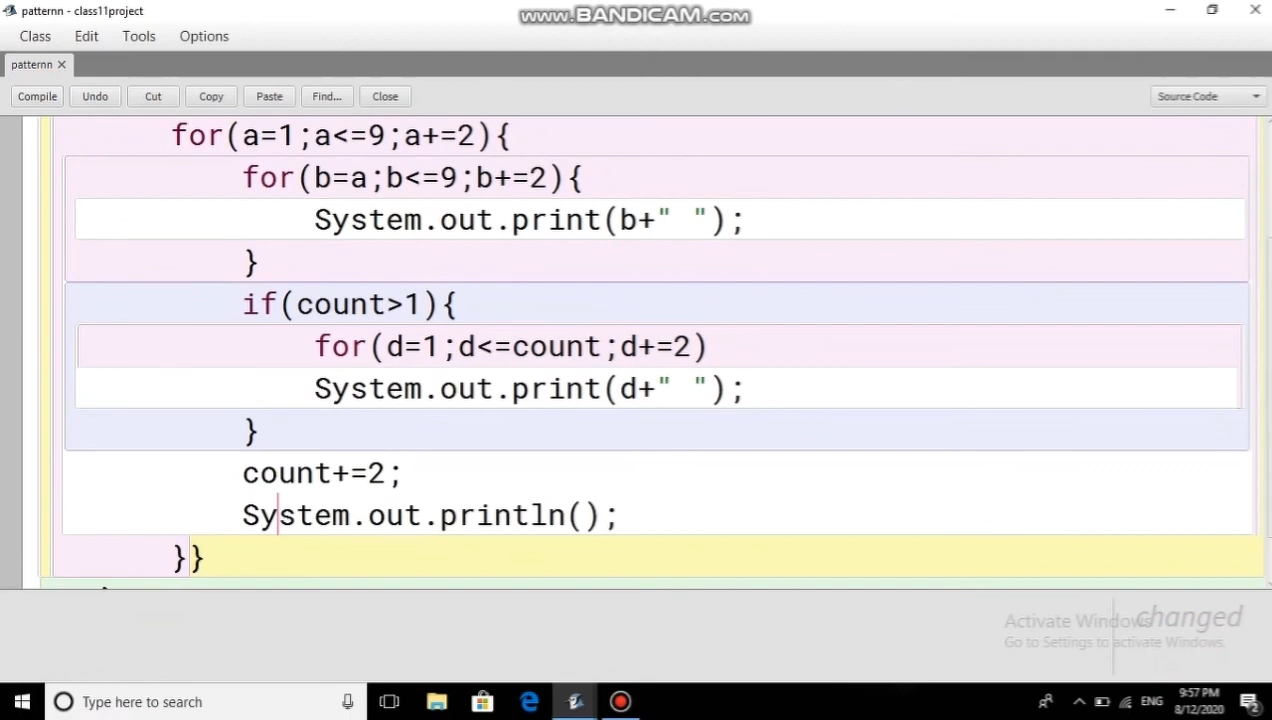 patternn - class11project
www.BANDICAM.com
Class Edit Tools Options
patternn
Compile Undo Cut Copy Paste Find... Close Source Code
for(a=1;a<=9;a+=2){
for(b=a;b<=9;b+=2){
System.out.print(b+" ");
}
if(count>1){
for(d=1;d<=count;d+=2)
System.out.print(d+" ");
}
count+=2;
System.out.println();
}}
changed
Activate Windows
Go to Settings to activate Windows.
Type here to search
ENG
9:57 PM
8/12/2020
2